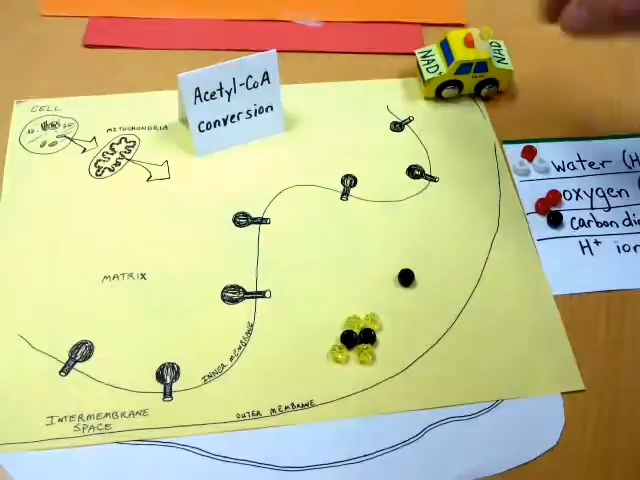 CELL
MITOCHONDRIA
Acetyl-CoA
conversion
NAD
NAD
water (H
oxygen (
carbon di
H+ ion
MATRIX
INNER MEMBRANE
INTERMEMBRANE
SPACE
OUTER MEMBRANE